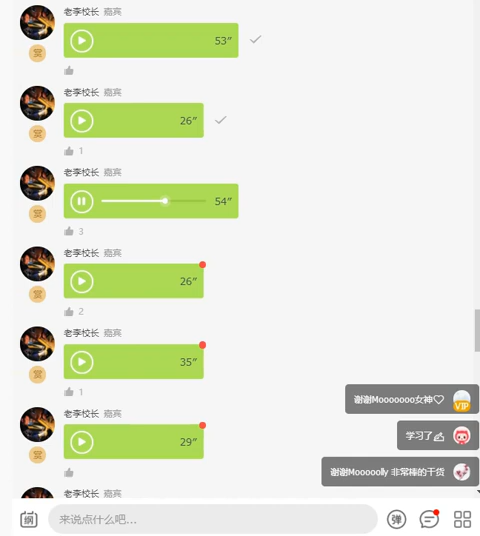 老李校长 嘉宾
53″
赏
老李校长 嘉宾
26″
赏
1
老李校长 嘉宾
54″
赏
3
老李校长 嘉宾
26″
赏
2
老李校长 嘉宾
35″
赏
1
谢谢Mooooooo女神♡
VIP
老李校长 嘉宾
29″
学习了✍
赏
谢谢Mooooolly 非常棒的干货
老李校长 嘉宾
纲
来说点什么吧...
弹